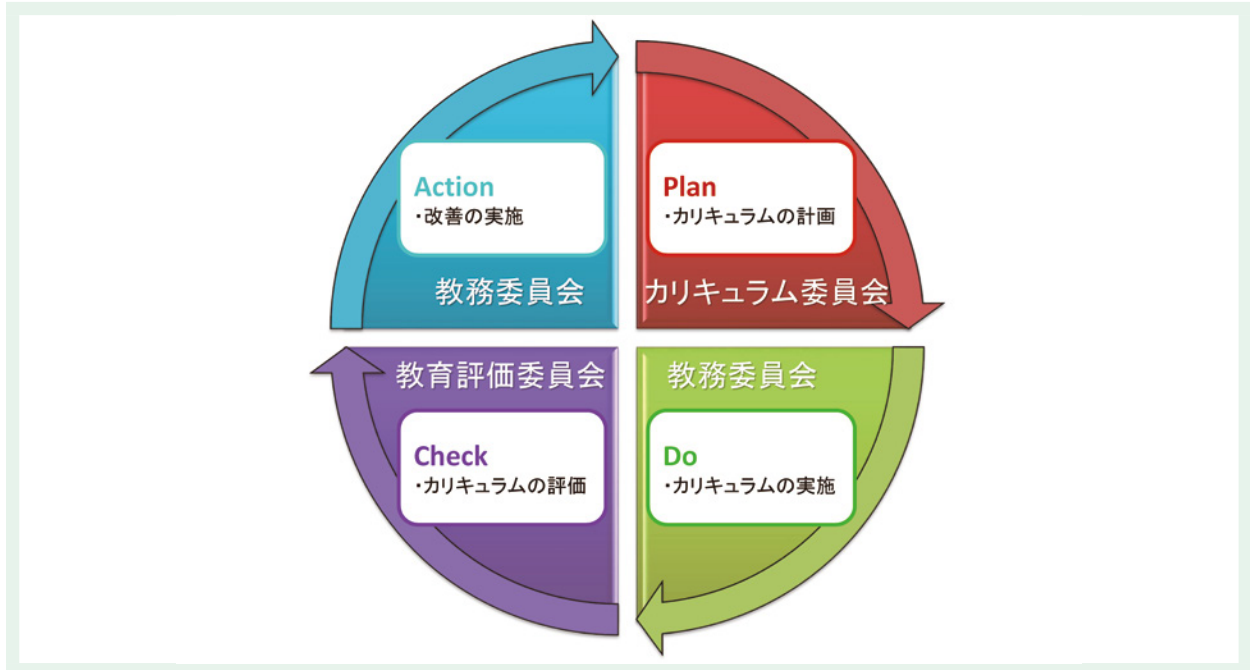 Action
・改善の実施
教務委員会
Plan
・カリキュラムの計画
カリキュラム委員会
教育評価委員会
Check
・カリキュラムの評価
教務委員会
Do
・カリキュラムの実施